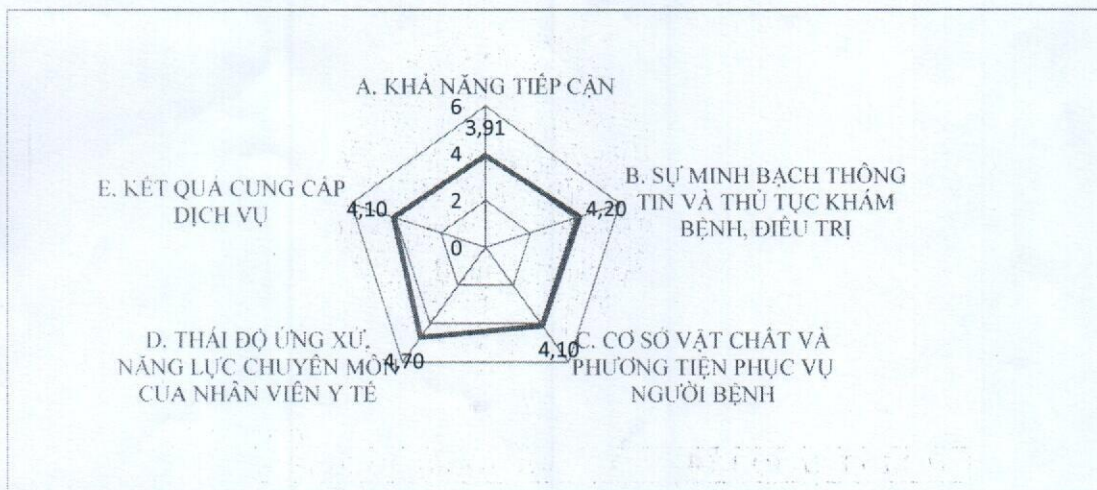 A. KHẢ NĂNG TIẾP CẬN
6
3,91
4
2
0
B. SỰ MINH BẠCH THÔNG
TIN VÀ THỦ TỤC KHÁM
BỆNH, ĐIỀU TRỊ
4,20
C. CƠ SỞ VẬT CHẤT VÀ
PHƯƠNG TIỆN PHỤC VỤ
NGƯỜI BỆNH
4,10
D. THÁI ĐỘ ỨNG XỬ,
NĂNG LỰC CHUYÊN MÔN
CỦA NHÂN VIÊN Y TẾ
4,70
E. KẾT QUẢ CUNG CẤP
DỊCH VỤ
4,10